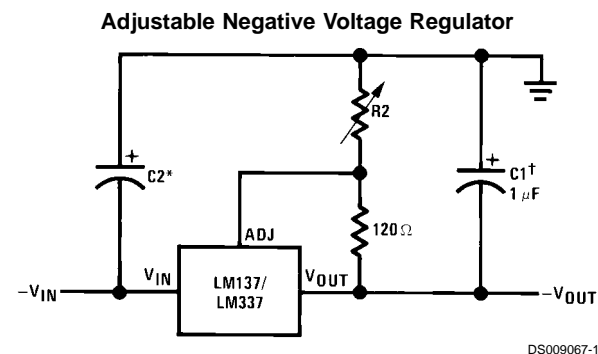 Adjustable Negative Voltage Regulator
R2
+
C2*
+
C1†
1 μF
ADJ
120Ω
VIN
VOUT
LM137/
LM337
−VIN
−VOUT
DS009067-1